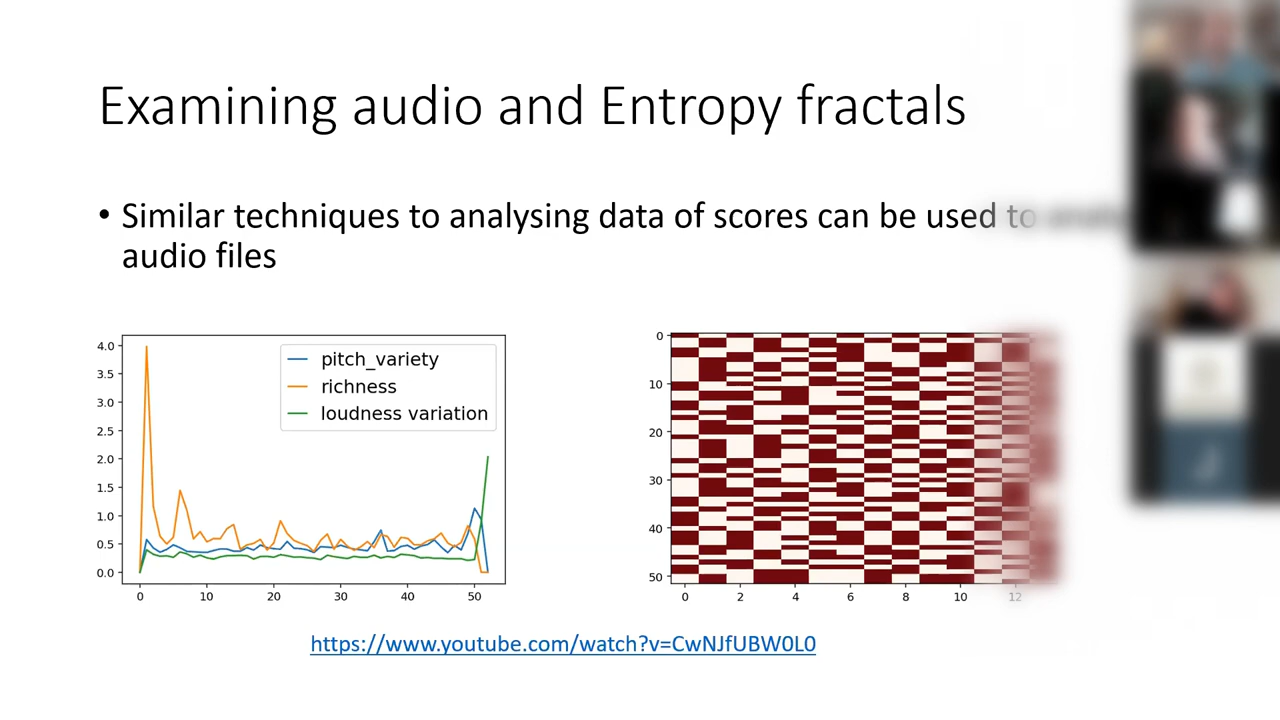 Examining audio and Entropy fractals
• Similar techniques to analysing data of scores can be used to
audio files
4.0
3.5
3.0
2.5
2.0
1.5
1.0
0.5
0.0
0 10 20 30 40 50
pitch_variety
richness
loudness variation
0
10
20
30
40
50
0 2 4 6 8 10 12
https://www.youtube.com/watch?v=CwNJfUBW0L0